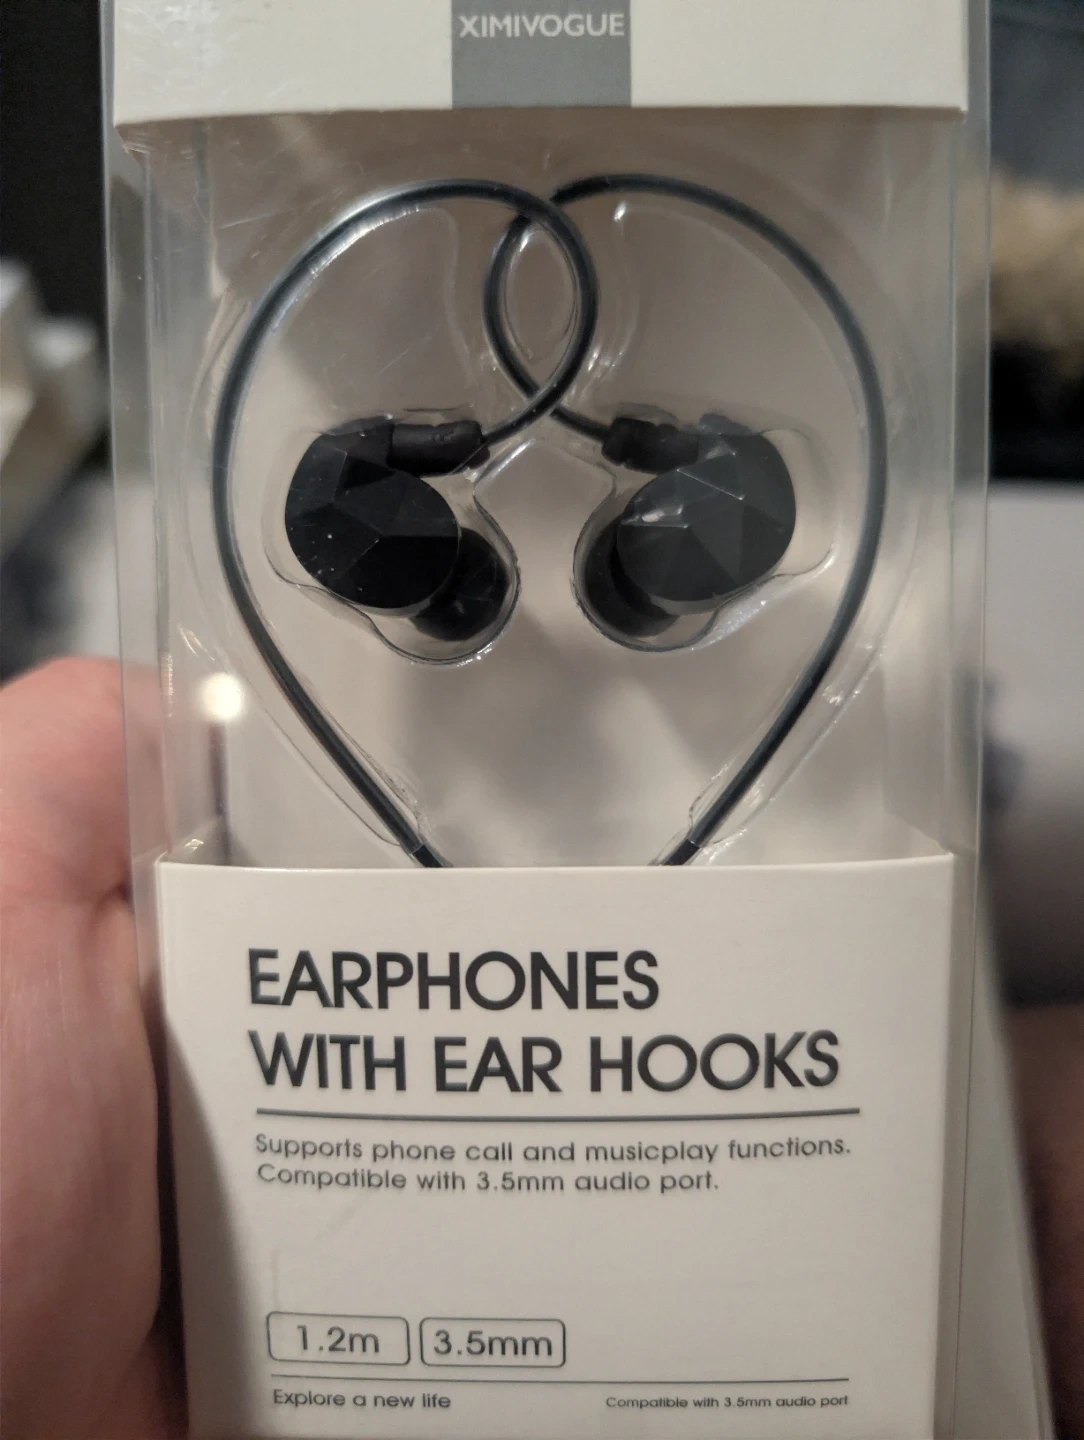 XIMIVOGUE
EARPHONES
WITH EAR HOOKS
Supports phone call and musicplay functions.
Compatible with 3.5mm audio port.
1.2m 3.5mm
Explore a new life Compatible with 3.5mm audio port